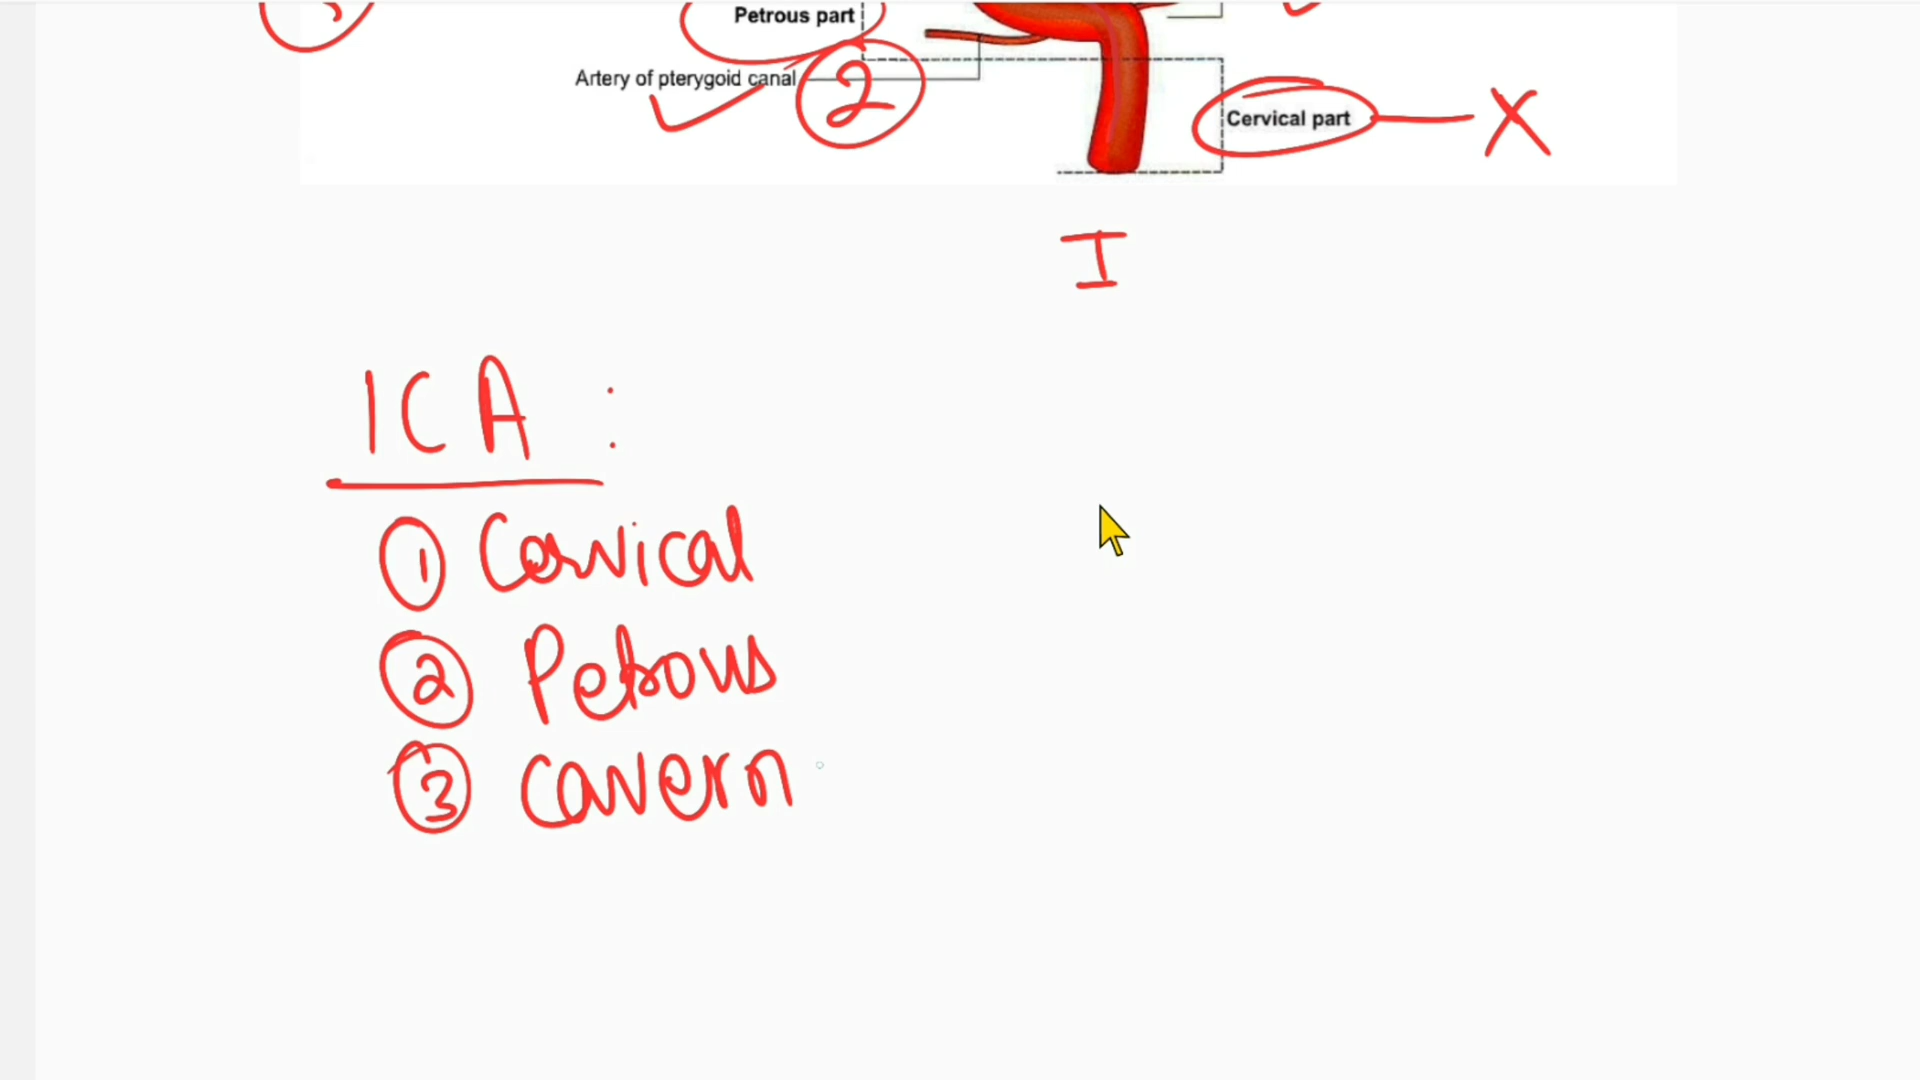 Petrous part
Artery of pterygoid canal
2
Cervical part X
I
ICA :
1 Cervical
2 Petrous
3 Cavern